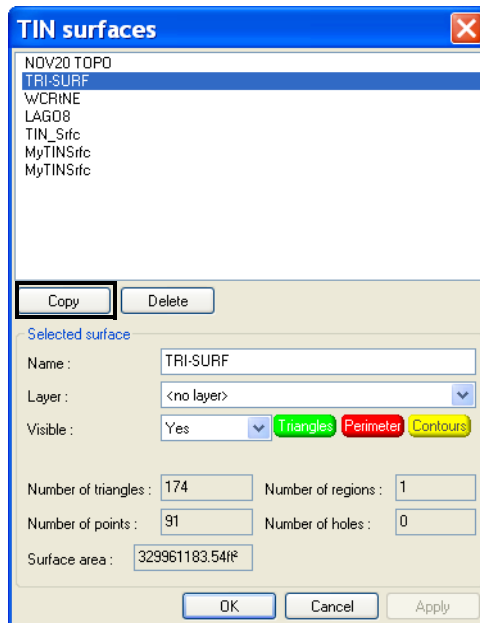 TIN surfaces
NOV20 TOPO
TRI-SURF
WCRtNE
LAGO8
TIN_Srfc
MyTINSrfc
MyTINSrfc
Copy Delete
Selected surface
Name : TRI-SURF
Layer : <no layer>
Visible : Yes Triangles Perimeter Contours
Number of triangles : 174 Number of regions : 1
Number of points : 91 Number of holes : 0
Surface area : 329961183.54ft²
OK Cancel Apply